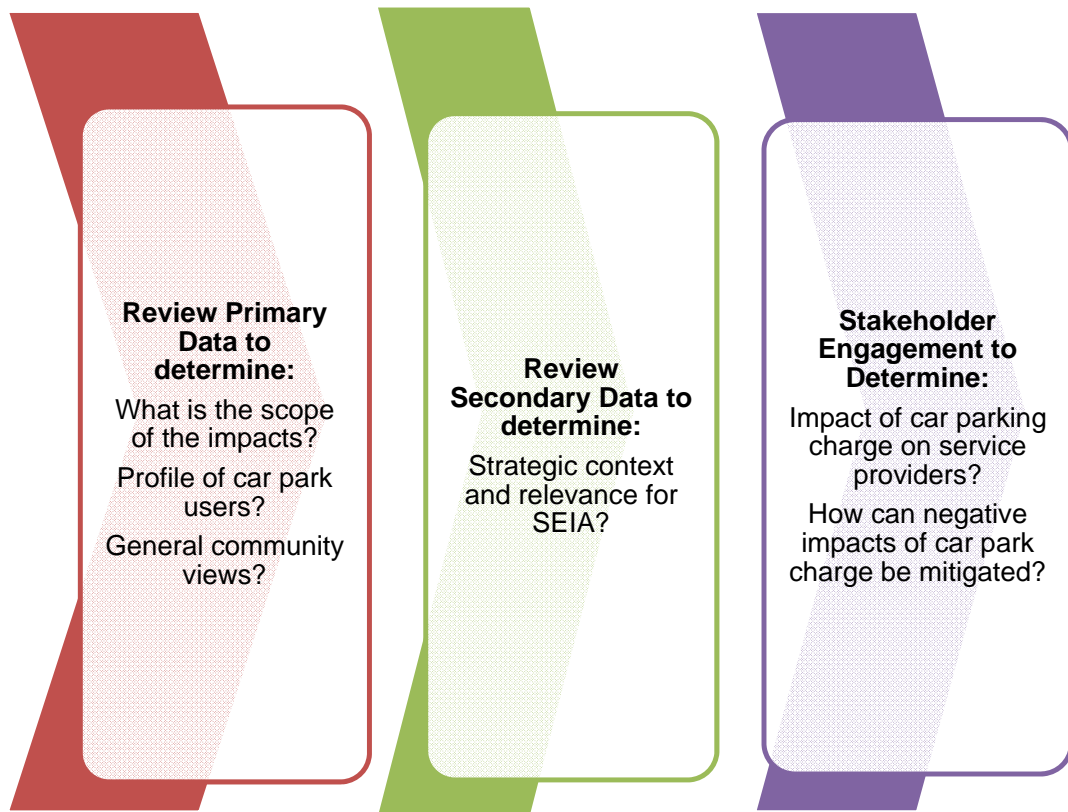 Review Primary
Data to
determine:
What is the scope
of the impacts?
Profile of car park
users?
General community
views?
Review
Secondary Data to
determine:
Strategic context
and relevance for
SEIA?
Stakeholder
Engagement to
Determine:
Impact of car parking
charge on service
providers?
How can negative
impacts of car park
charge be mitigated?